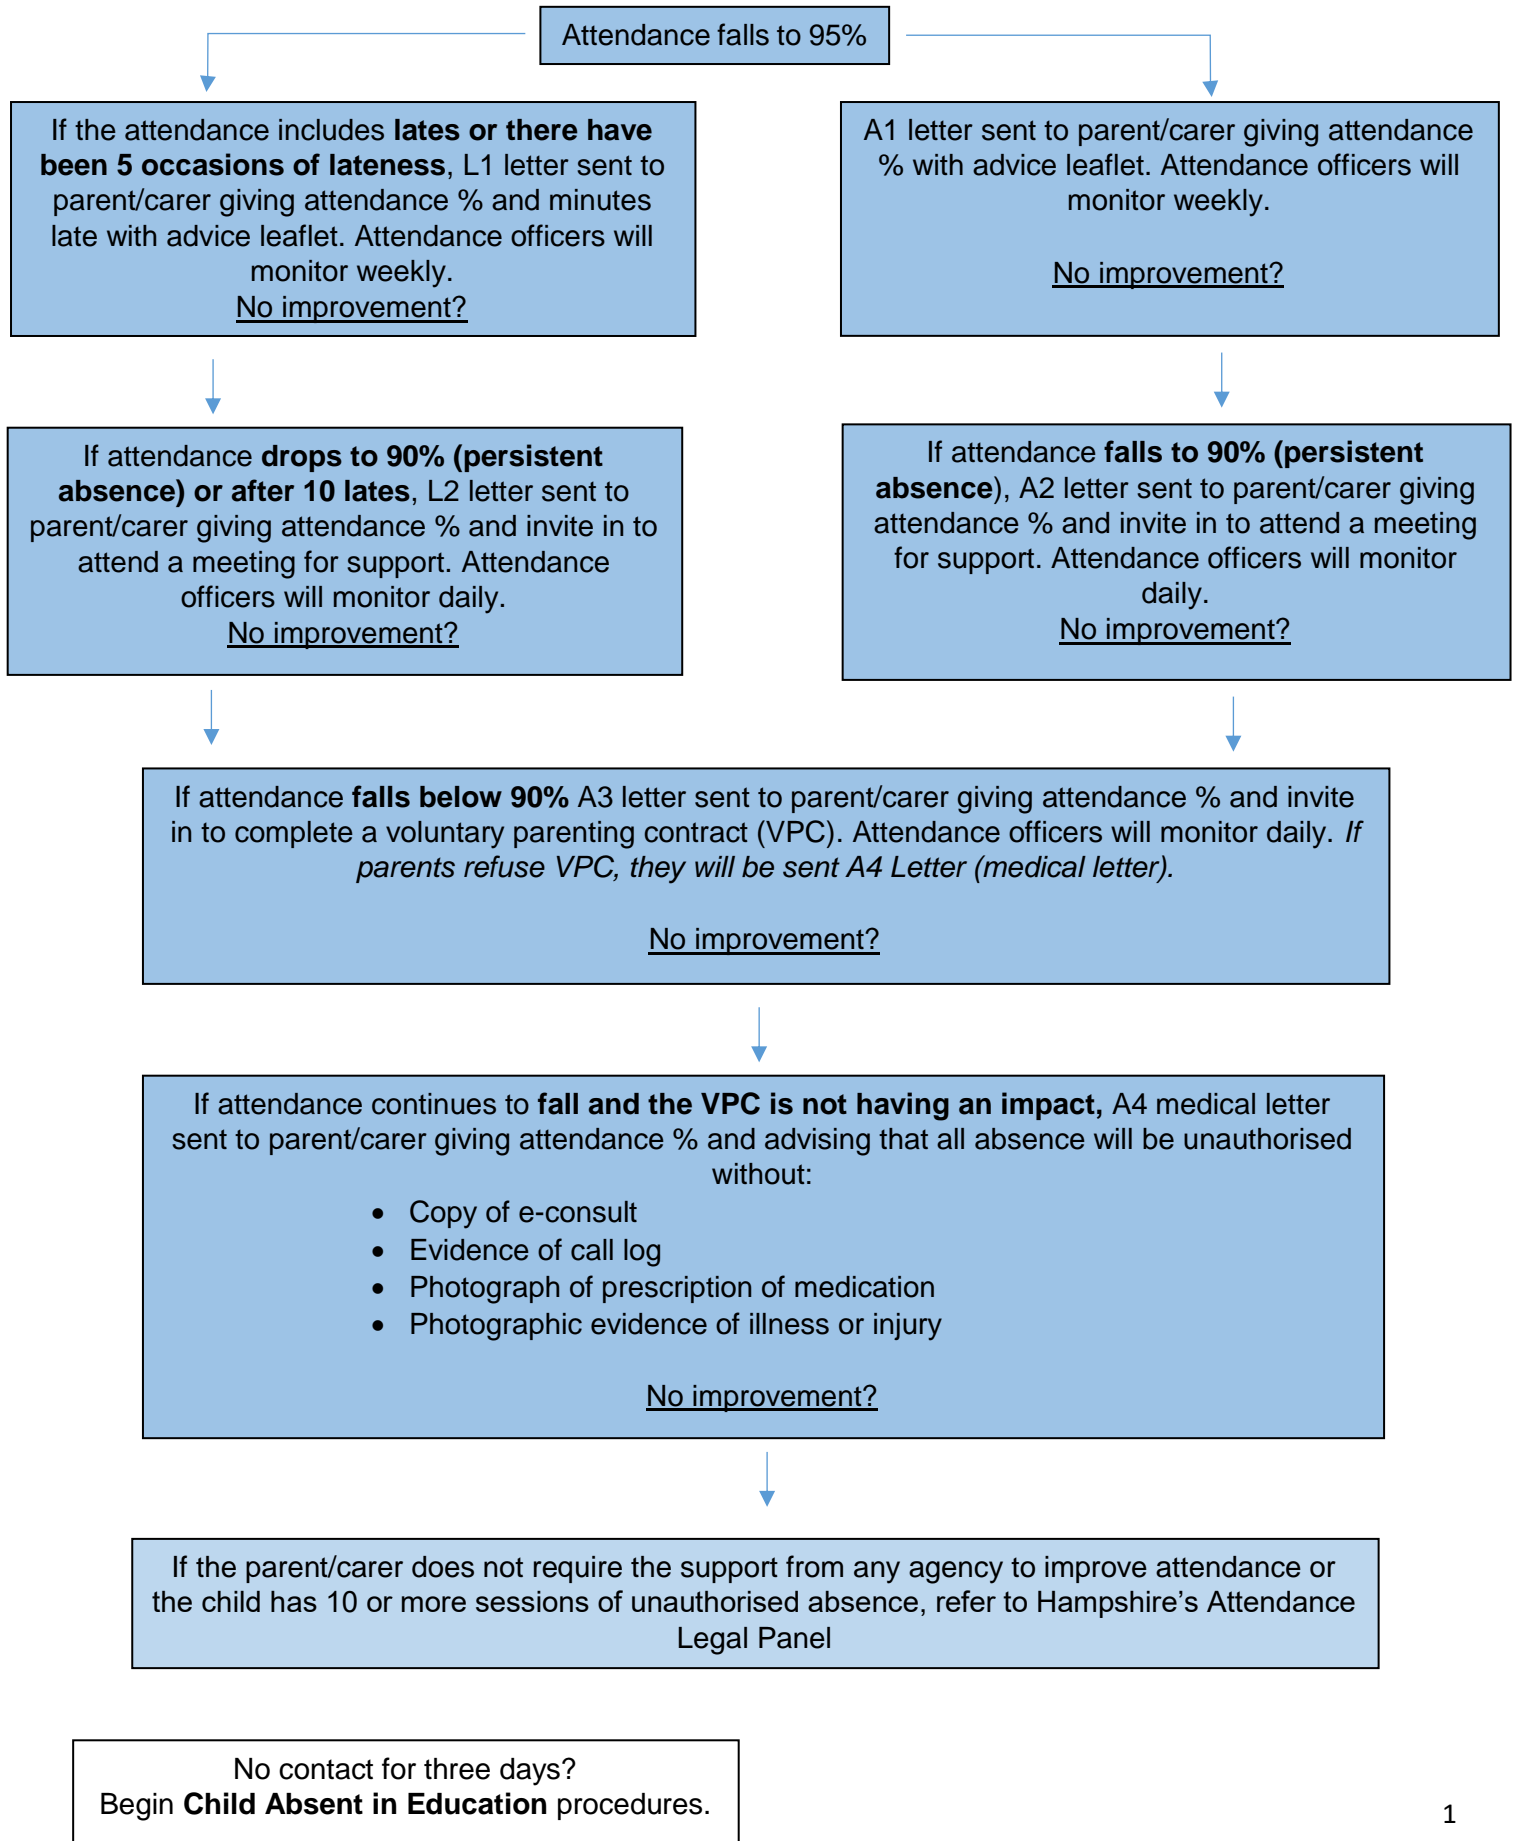 Attendance falls to 95%
If the attendance includes lates or there have
been 5 occasions of lateness, L1 letter sent to
parent/carer giving attendance % and minutes
late with advice leaflet. Attendance officers will
monitor weekly.
No improvement?
A1 letter sent to parent/carer giving attendance
% with advice leaflet. Attendance officers will
monitor weekly.
No improvement?
If attendance drops to 90% (persistent
absence) or after 10 lates, L2 letter sent to
parent/carer giving attendance % and invite in to
attend a meeting for support. Attendance
officers will monitor daily.
No improvement?
If attendance falls to 90% (persistent
absence), A2 letter sent to parent/carer giving
attendance % and invite in to attend a meeting
for support. Attendance officers will monitor
daily.
No improvement?
If attendance falls below 90% A3 letter sent to parent/carer giving attendance % and invite
in to complete a voluntary parenting contract (VPC). Attendance officers will monitor daily. If
parents refuse VPC, they will be sent A4 Letter (medical letter).
No improvement?
If attendance continues to fall and the VPC is not having an impact, A4 medical letter
sent to parent/carer giving attendance % and advising that all absence will be unauthorised
without:
• Copy of e-consult
• Evidence of call log
• Photograph of prescription of medication
• Photographic evidence of illness or injury
No improvement?
If the parent/carer does not require the support from any agency to improve attendance or
the child has 10 or more sessions of unauthorised absence, refer to Hampshire’s Attendance
Legal Panel
No contact for three days?
Begin Child Absent in Education procedures.
1